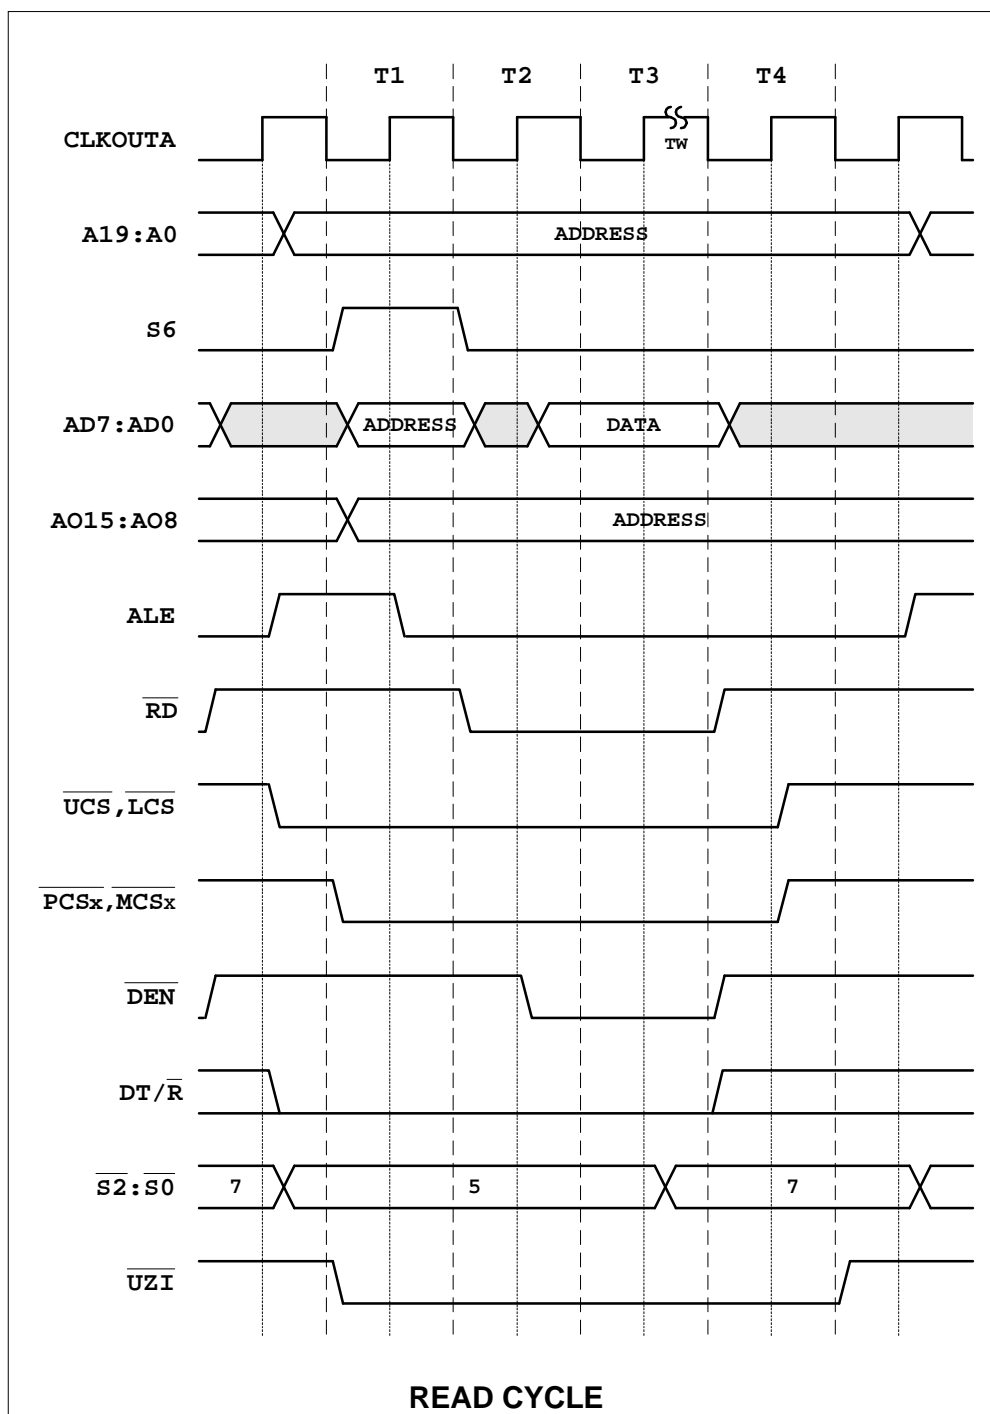 T1 T2 T3 T4
CLKOUTA
TW
A19:A0 ADDRESS
S6
AD7:AD0 ADDRESS DATA
AO15:AO8 ADDRESS
ALE
RD
UCS,LCS
PCSx,MCSx
DEN
DT/R
S2:S0 7 5 7
UZI
READ CYCLE